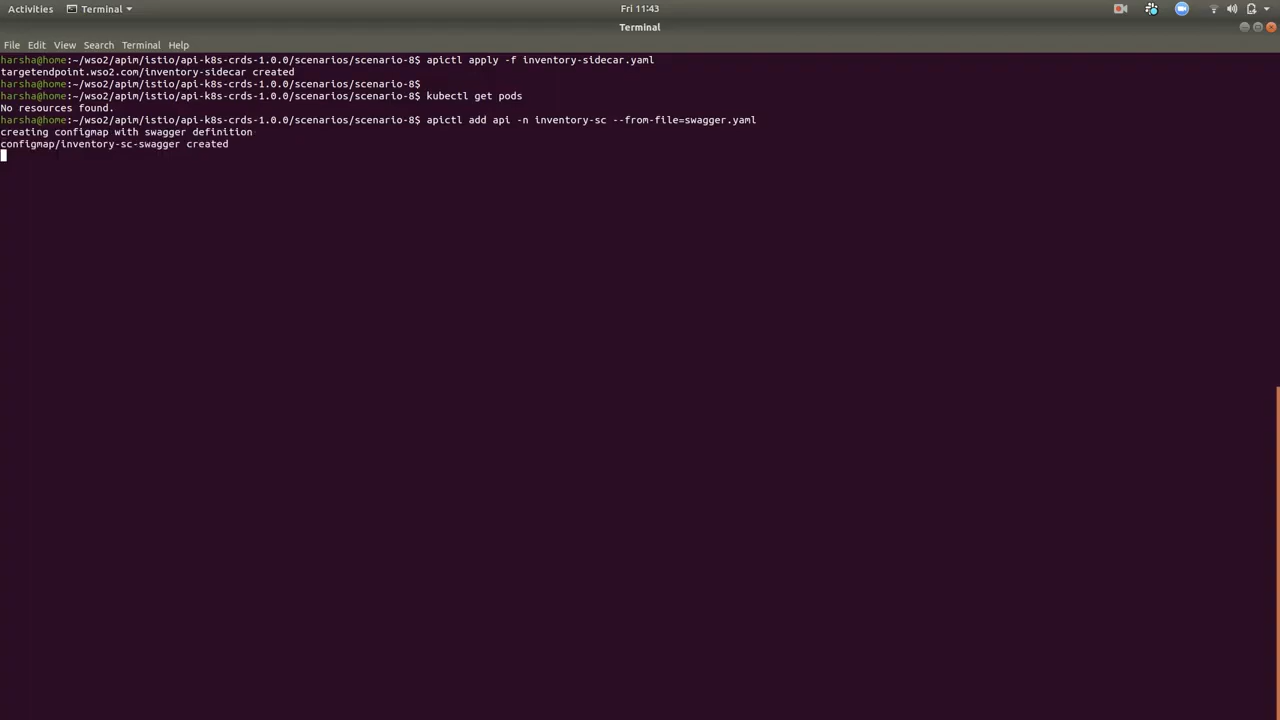 Activities Terminal Fri 11:43
Terminal
File Edit View Search Terminal Help
harsha@home:~/wso2/apim/istio/api-k8s-crds-1.0.0/scenarios/scenario-8$ apictl apply -f inventory-sidecar.yaml
targetendpoint.wso2.com/inventory-sidecar created
harsha@home:~/wso2/apim/istio/api-k8s-crds-1.0.0/scenarios/scenario-8$
harsha@home:~/wso2/apim/istio/api-k8s-crds-1.0.0/scenarios/scenario-8$ kubectl get pods
No resources found.
harsha@home:~/wso2/apim/istio/api-k8s-crds-1.0.0/scenarios/scenario-8$ apictl add api -n inventory-sc --from-file=swagger.yaml
creating configmap with swagger definition
configmap/inventory-sc-swagger created